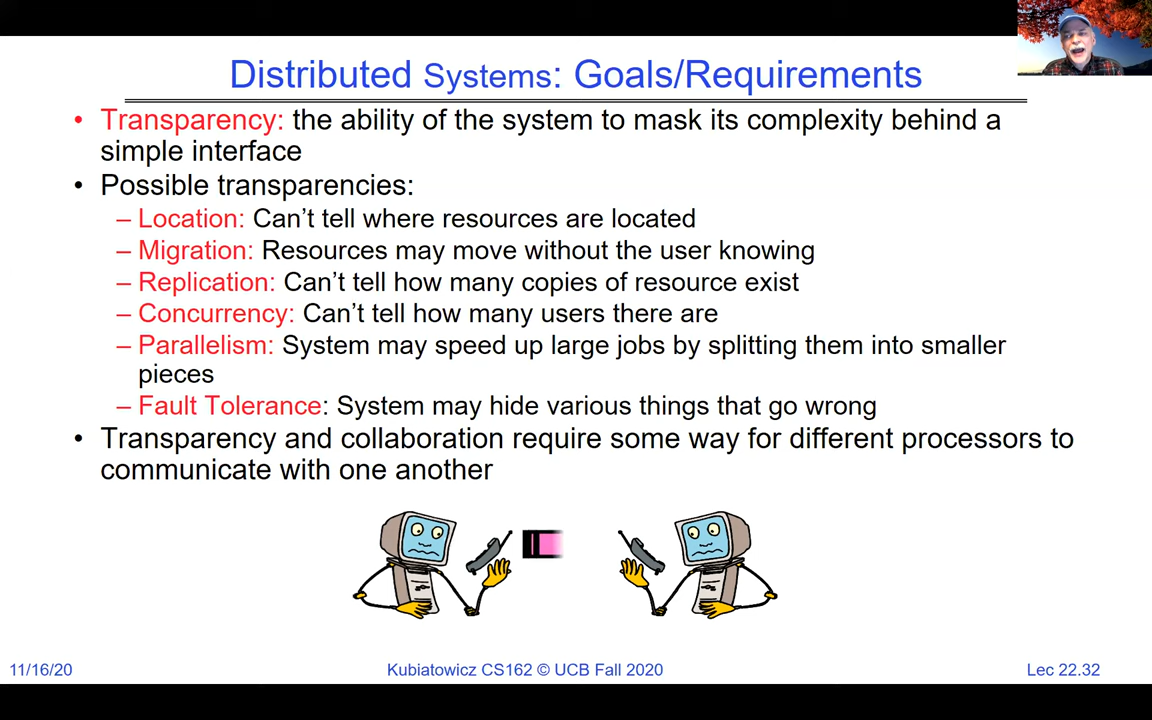 Distributed Systems: Goals/Requirements
• Transparency: the ability of the system to mask its complexity behind a
simple interface
• Possible transparencies:
– Location: Can’t tell where resources are located
– Migration: Resources may move without the user knowing
– Replication: Can’t tell how many copies of resource exist
– Concurrency: Can’t tell how many users there are
– Parallelism: System may speed up large jobs by splitting them into smaller
pieces
– Fault Tolerance: System may hide various things that go wrong
• Transparency and collaboration require some way for different processors to
communicate with one another
11/16/20
Kubiatowicz CS162 © UCB Fall 2020
Lec 22.32